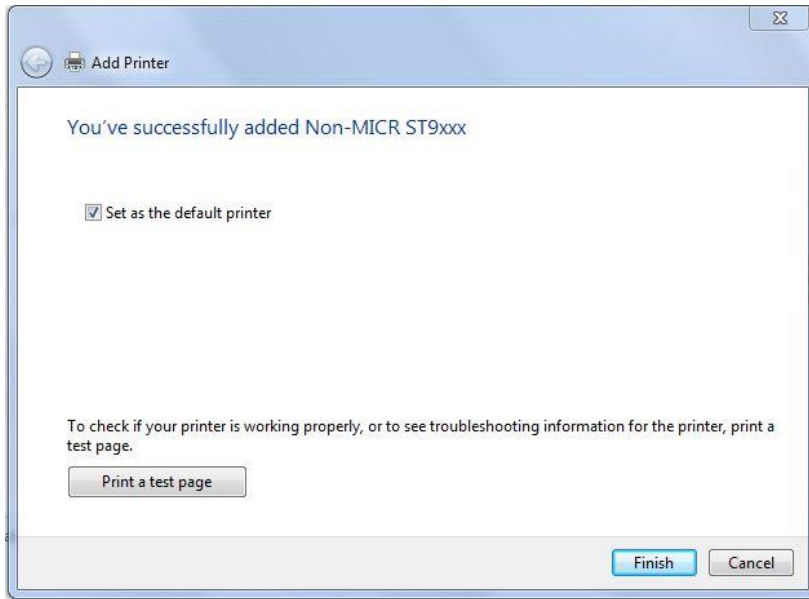 Add Printer
You've successfully added Non-MICR ST9xxx
Set as the default printer
To check if your printer is working properly, or to see troubleshooting information for the printer, print a
test page.
Print a test page
Finish Cancel